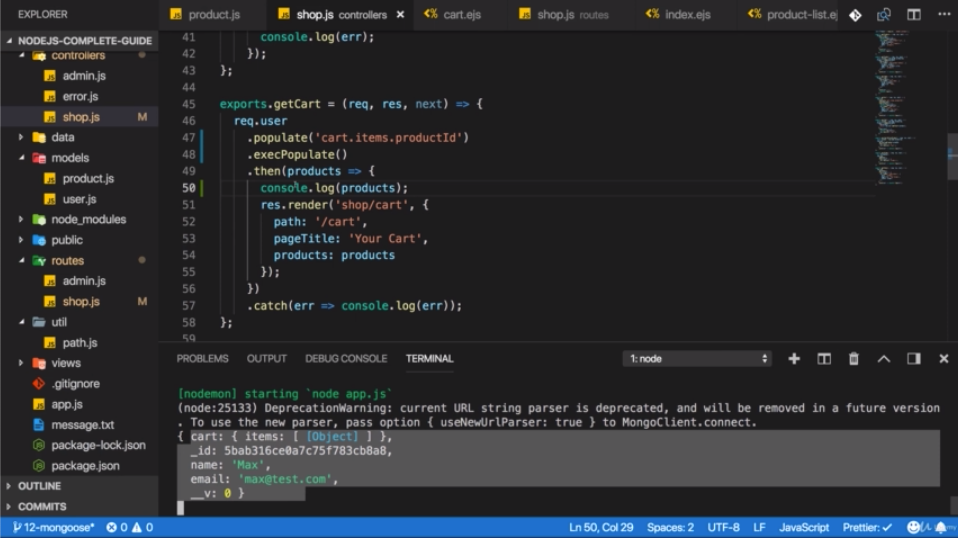 EXPLORER
product.js
shop.js controllers
cart.ejs
shop.js routes
index.ejs
product-list.ej
NODEJS-COMPLETE-GUIDE
controllers
admin.js
error.js
shop.js M
data
models
product.js
user.js
node_modules
public
routes
admin.js
shop.js M
util
path.js
views
.gitignore
app.js
message.txt
package-lock.json
package.json
OUTLINE
COMMITS
41 console.log(err);
42 });
43 };
44
45 exports.getCart = (req, res, next) => {
46 req.user
47 .populate('cart.items.productId')
48 .execPopulate()
49 .then(products => {
50 console.log(products);
51 res.render('shop/cart', {
52 path: '/cart',
53 pageTitle: 'Your Cart',
54 products: products
55 });
56 })
57 .catch(err => console.log(err));
58 };
59
PROBLEMS OUTPUT DEBUG CONSOLE TERMINAL 1: node
[nodemon] starting `node app.js`
(node:25133) DeprecationWarning: current URL string parser is deprecated, and will be removed in a future version
. To use the new parser, pass option { useNewUrlParser: true } to MongoClient.connect.
{ cart: { items: [ [Object] ] },
_id: 5bab316ce0a7c75f783cb8a8,
name: 'Max',
email: 'max@test.com',
__v: 0 }
12-mongoose* 0 0 Ln 50, Col 29 Spaces: 2 UTF-8 LF JavaScript Prettier: ✓